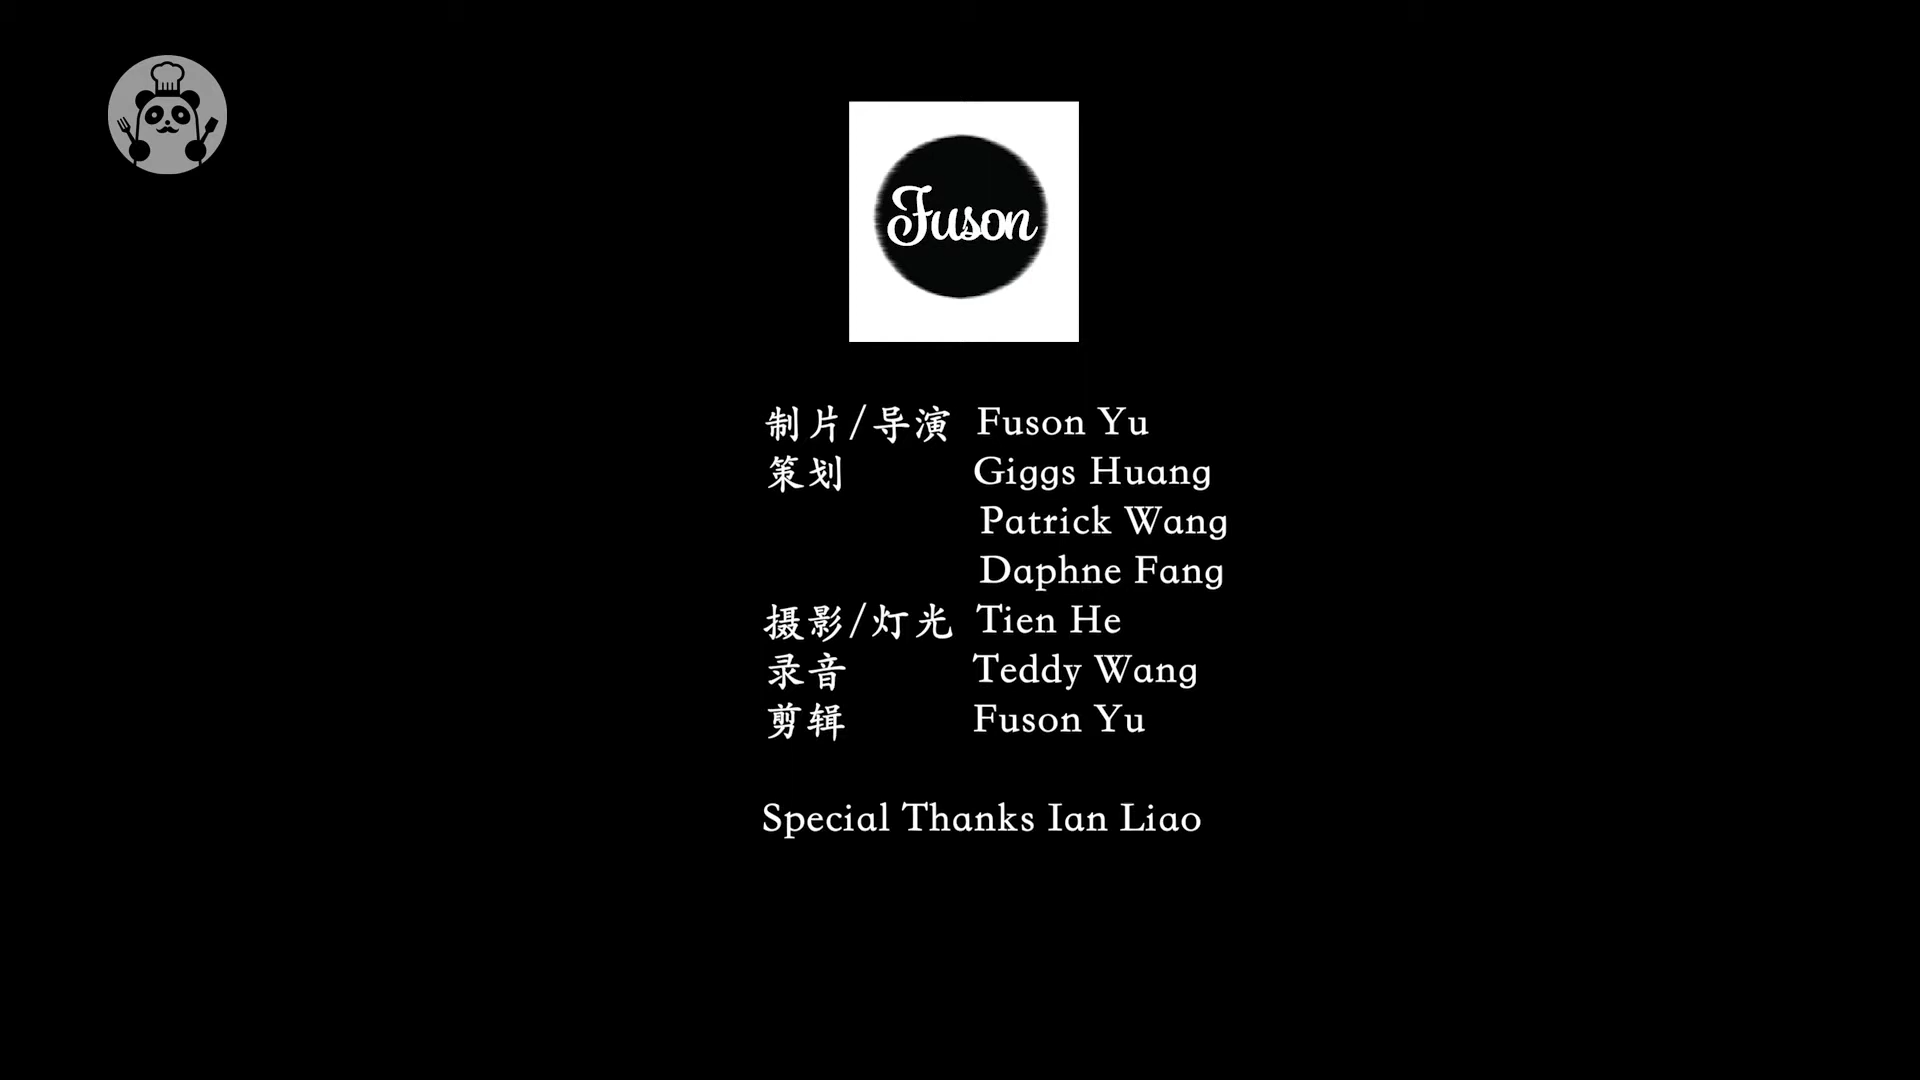 Fuson
制片/导演 Fuson Yu
策划 Giggs Huang
Patrick Wang
Daphne Fang
摄影/灯光 Tien He
录音 Teddy Wang
剪辑 Fuson Yu
Special Thanks Ian Liao